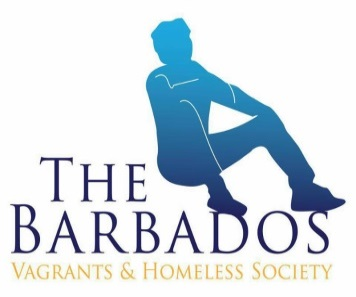 THE
BARBADOS
VAGRANTS & HOMELESS SOCIETY